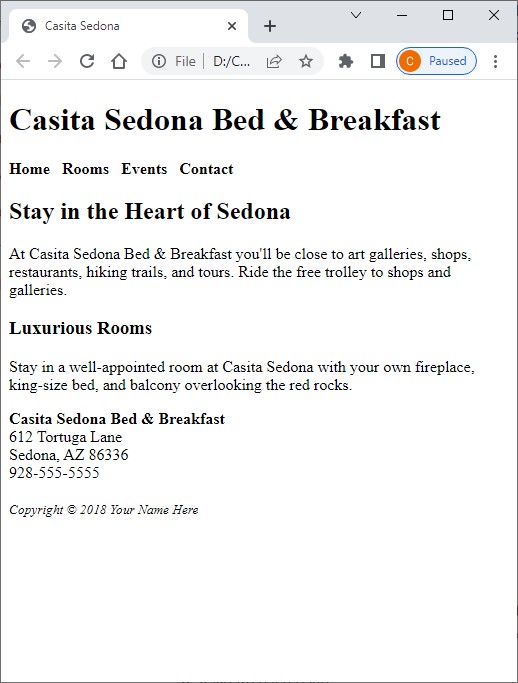 Casita Sedona
File D:/C... C Paused
Casita Sedona Bed & Breakfast
Home Rooms Events Contact
Stay in the Heart of Sedona
At Casita Sedona Bed & Breakfast you'll be close to art galleries, shops,
restaurants, hiking trails, and tours. Ride the free trolley to shops and
galleries.
Luxurious Rooms
Stay in a well-appointed room at Casita Sedona with your own fireplace,
king-size bed, and balcony overlooking the red rocks.
Casita Sedona Bed & Breakfast
612 Tortuga Lane
Sedona, AZ 86336
928-555-5555
Copyright © 2018 Your Name Here